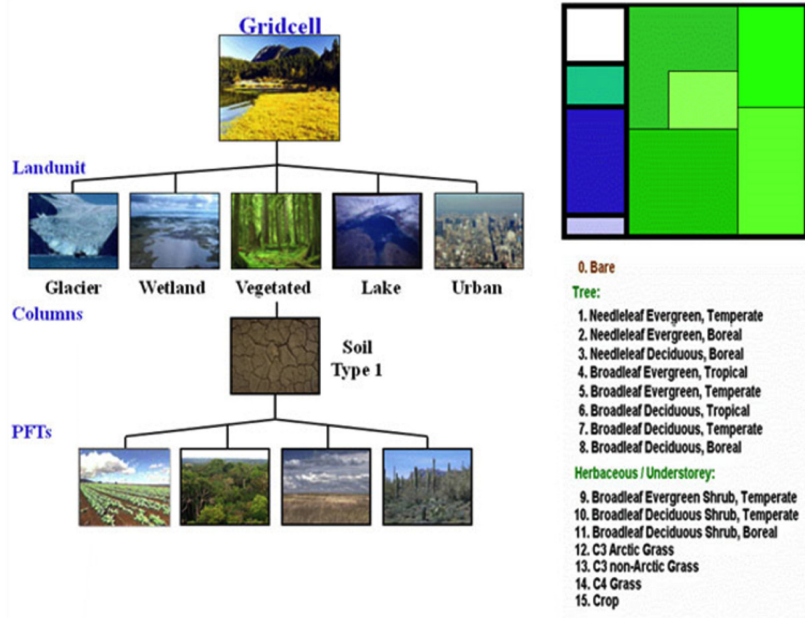 Gridcell
Landunit
Glacier
Wetland
Vegetated
Lake
Urban
Columns
Soil
Type 1
PFTs
0. Bare
Tree:
1. Needleleaf Evergreen, Temperate
2. Needleleaf Evergreen, Boreal
3. Needleleaf Deciduous, Boreal
4. Broadleaf Evergreen, Tropical
5. Broadleaf Evergreen, Temperate
6. Broadleaf Deciduous, Tropical
7. Broadleaf Deciduous, Temperate
8. Broadleaf Deciduous, Boreal
Herbaceous / Understorey:
9. Broadleaf Evergreen Shrub, Temperate
10. Broadleaf Deciduous Shrub, Temperate
11. Broadleaf Deciduous Shrub, Boreal
12. C3 Arctic Grass
13. C3 non-Arctic Grass
14. C4 Grass
15. Crop